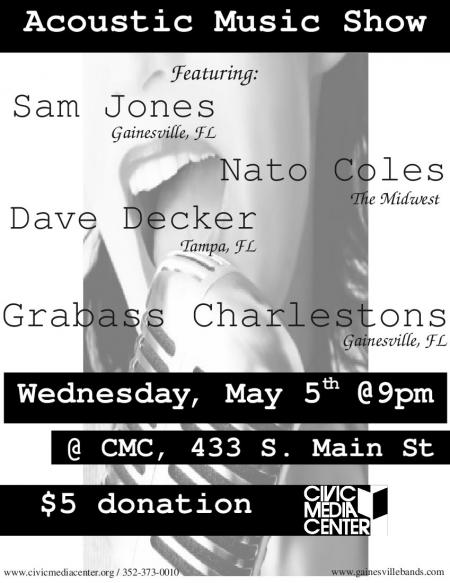 Acoustic Music Show
Featuring:
Sam Jones
Gainesville, FL
Nato Coles
The Midwest
Dave Decker
Tampa, FL
Grabass Charlestons
Gainesville, FL
Wednesday, May 5th @9pm
@ CMC, 433 S. Main St
$5 donation
CIVIC
MEDIA
CENTER
www.civicmediacenter.org / 352-373-0010
www.gainesvillebands.com